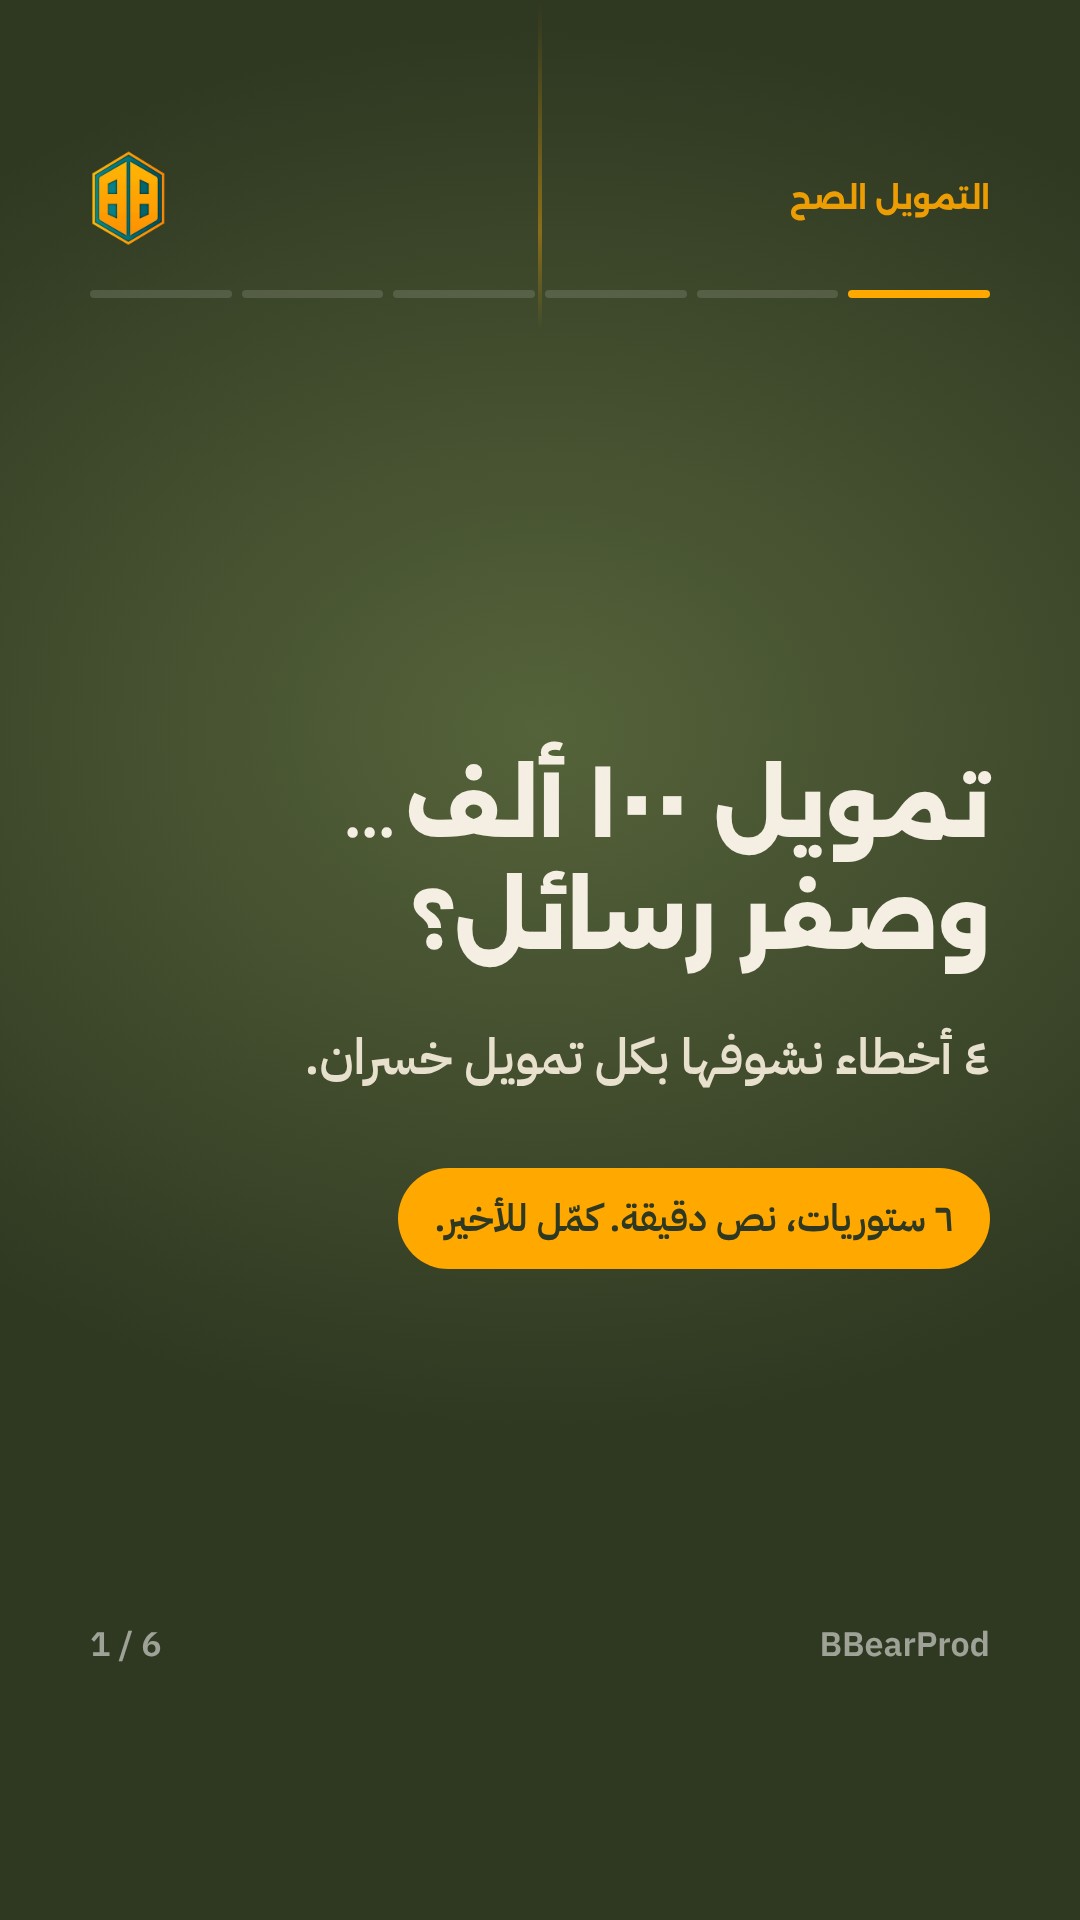 التمويل الصح
تمويل ١٠٠ ألف...
وصفر رسائل؟
٤ أخطاء نشوفها بكل تمويل خسران.
٦ ستوريات، نص دقيقة. كمّل للأخير.
BBearProd
1 / 6